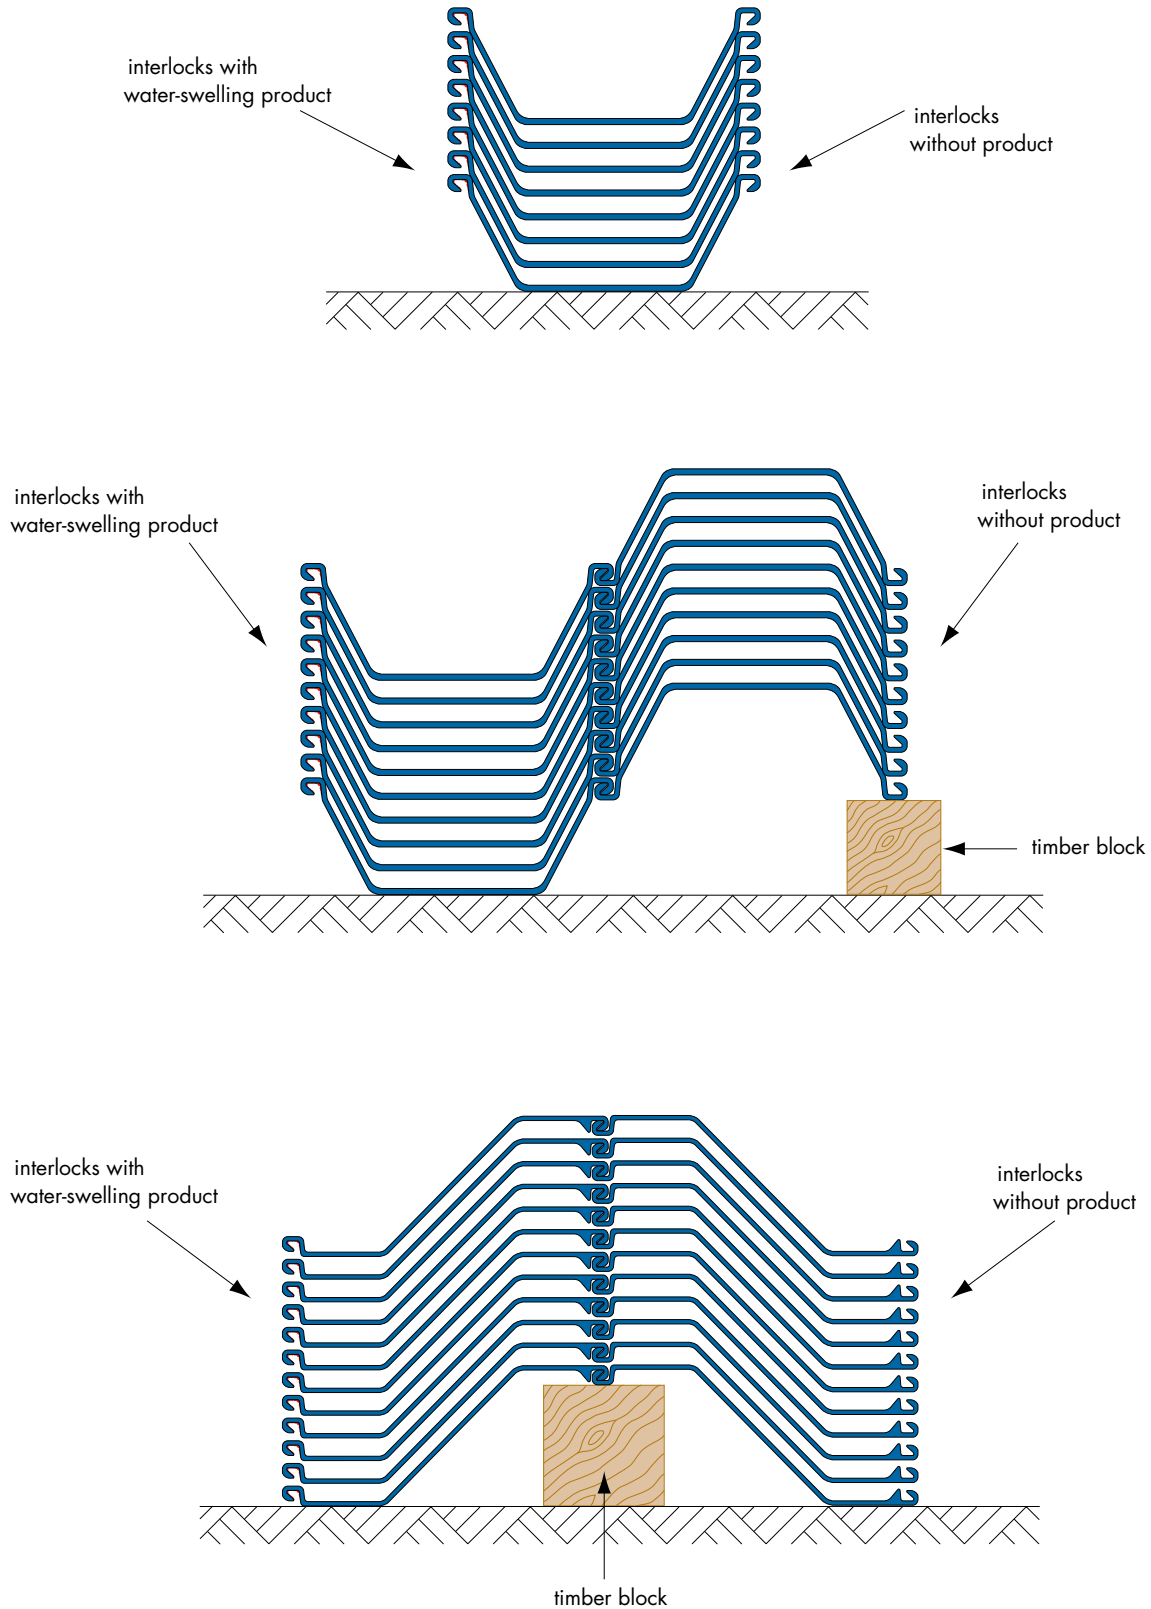 interlocks with
water-swelling product
interlocks
without product
interlocks with
water-swelling product
interlocks
without product
timber block
interlocks with
water-swelling product
interlocks
without product
timber block